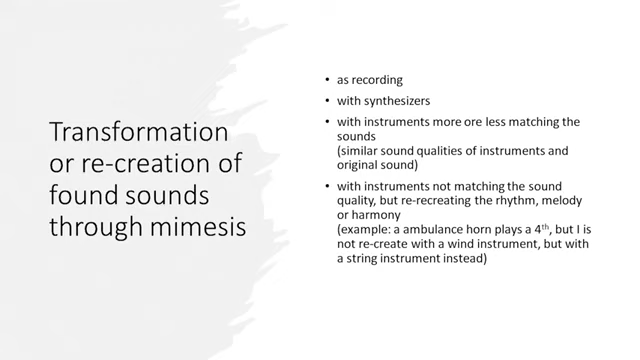 Transformation
or re-creation of
found sounds
through mimesis
• as recording
• with synthesizers
• with instruments more ore less matching the
sounds
(similar sound qualities of instruments and
original sound)
• with instruments not matching the sound
quality, but re-recreating the rhythm, melody
or harmony
(example: a ambulance horn plays a 4th, but I is
not re-create with a wind instrument, but with
a string instrument instead)